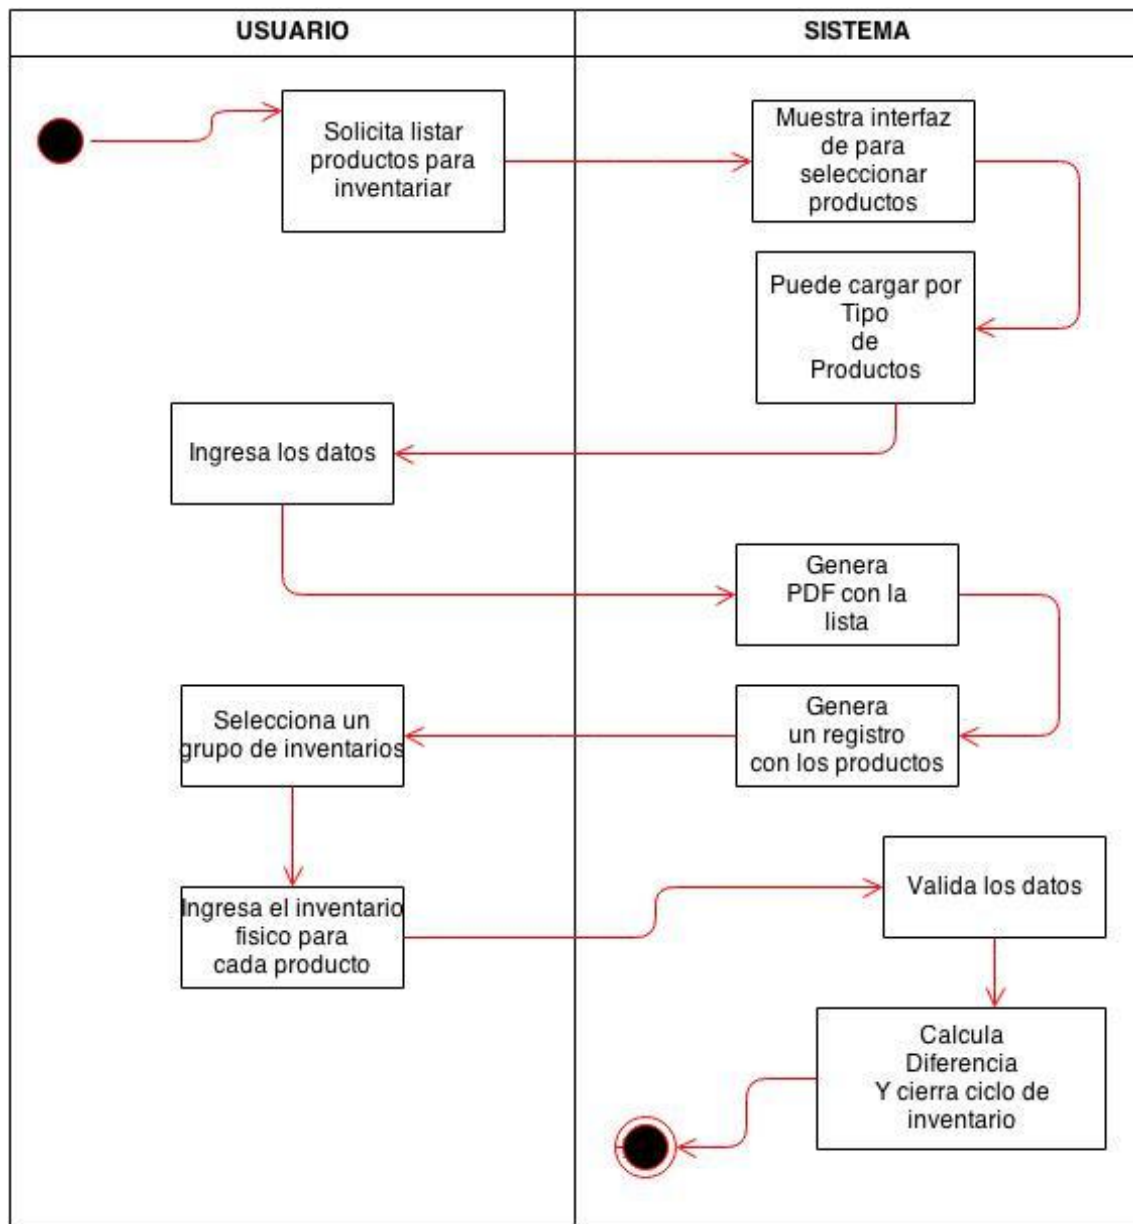 USUARIO
SISTEMA
Solicita listar
productos para
inventariar
Muestra interfaz
de para
seleccionar
productos
Puede cargar por
Tipo
de
Productos
Ingresa los datos
Genera
PDF con la
lista
Genera
un registro
con los productos
Selecciona un
grupo de inventarios
Ingresa el inventario
fisico para
cada producto
Valida los datos
Calcula
Diferencia
Y cierra ciclo de
inventario